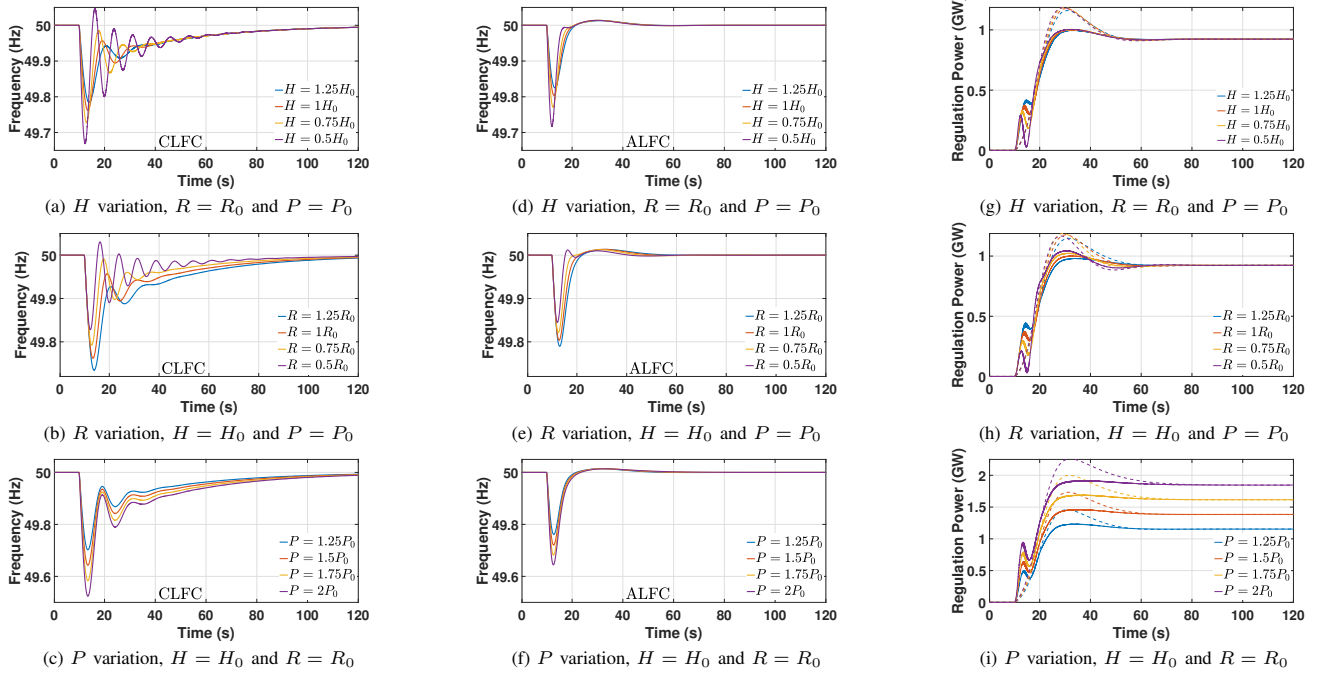 Frequency (Hz)
50
49.9
49.8
49.7
H = 1.25H0
H = 1H0
H = 0.75H0
H = 0.5H0
CLFC
0 20 40 60 80 100 120
Time (s)
(a) H variation, R = R0 and P = P0
Frequency (Hz)
50
49.9
49.8
49.7
H = 1.25H0
H = 1H0
H = 0.75H0
H = 0.5H0
ALFC
0 20 40 60 80 100 120
Time (s)
(d) H variation, R = R0 and P = P0
Regulation Power (GW)
1
0.5
0
H = 1.25H0
H = 1H0
H = 0.75H0
H = 0.5H0
0 20 40 60 80 100 120
Time (s)
(g) H variation, R = R0 and P = P0
Frequency (Hz)
50
49.9
49.8
R = 1.25R0
R = 1R0
R = 0.75R0
R = 0.5R0
CLFC
0 20 40 60 80 100 120
Time (s)
(b) R variation, H = H0 and P = P0
Frequency (Hz)
50
49.9
49.8
R = 1.25R0
R = 1R0
R = 0.75R0
R = 0.5R0
ALFC
0 20 40 60 80 100 120
Time (s)
(e) R variation, H = H0 and P = P0
Regulation Power (GW)
1
0.5
0
R = 1.25R0
R = 1R0
R = 0.75R0
R = 0.5R0
0 20 40 60 80 100 120
Time (s)
(h) R variation, H = H0 and P = P0
Frequency (Hz)
50
49.8
49.6
P = 1.25P0
P = 1.5P0
P = 1.75P0
P = 2P0
CLFC
0 20 40 60 80 100 120
Time (s)
(c) P variation, H = H0 and R = R0
Frequency (Hz)
50
49.8
49.6
P = 1.25P0
P = 1.5P0
P = 1.75P0
P = 2P0
ALFC
0 20 40 60 80 100 120
Time (s)
(f) P variation, H = H0 and R = R0
Regulation Power (GW)
2
1.5
1
0.5
0
P = 1.25P0
P = 1.5P0
P = 1.75P0
P = 2P0
0 20 40 60 80 100 120
Time (s)
(i) P variation, H = H0 and R = R0